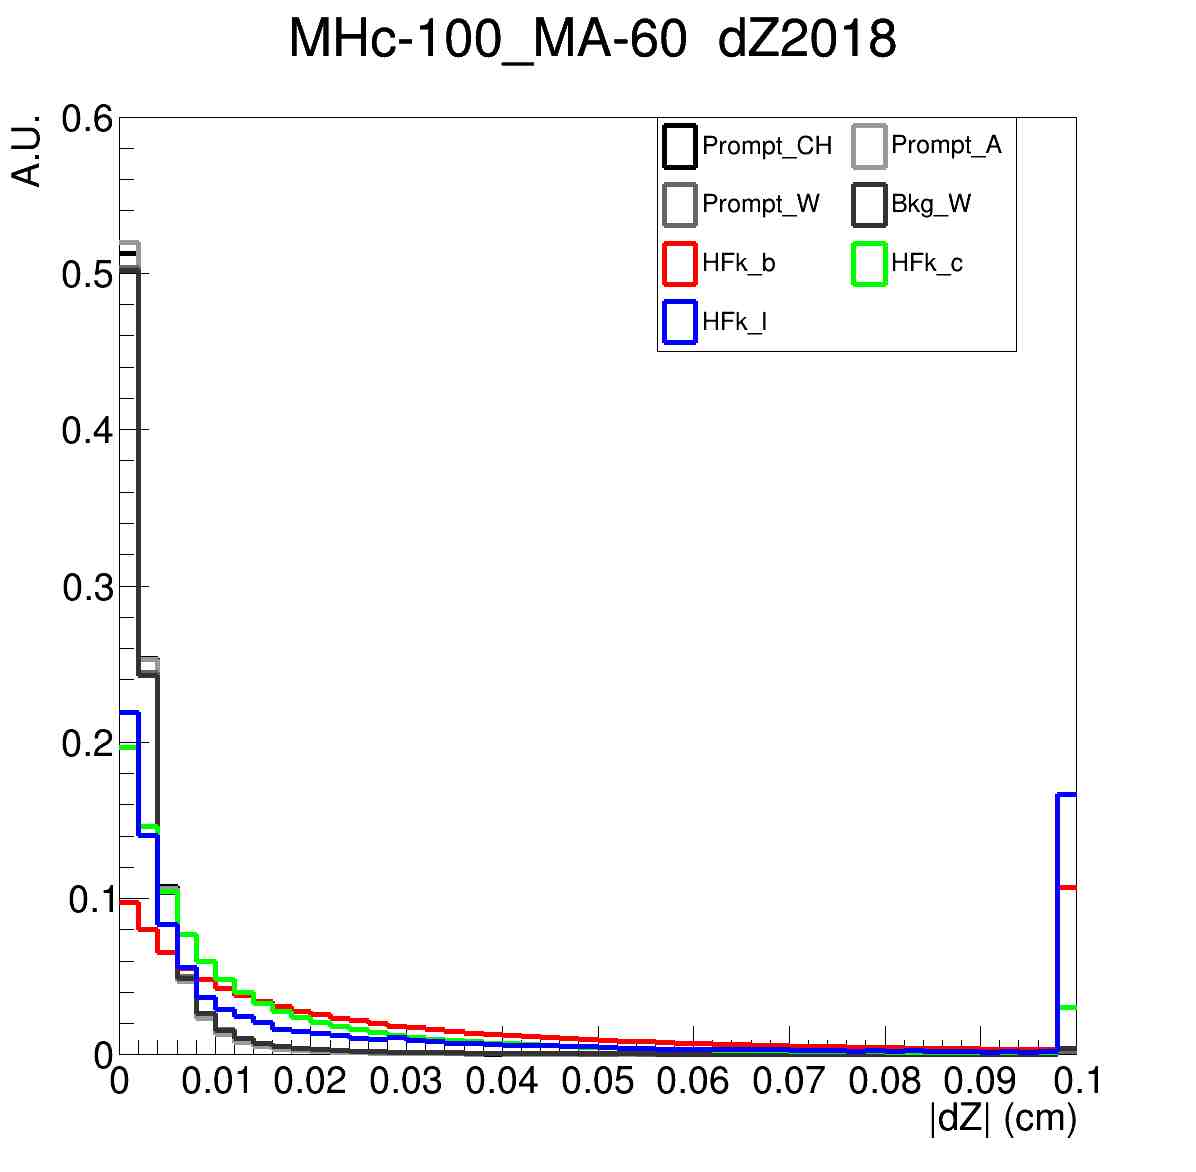 MHc-100_MA-60 dZ2018
A.U.
0.6
0.5
0.4
0.3
0.2
0.1
0
Prompt_CH Prompt_A
Prompt_W Bkg_W
HFk_b HFk_c
HFk_l
0 0.01 0.02 0.03 0.04 0.05 0.06 0.07 0.08 0.09 0.1
|dZ| (cm)